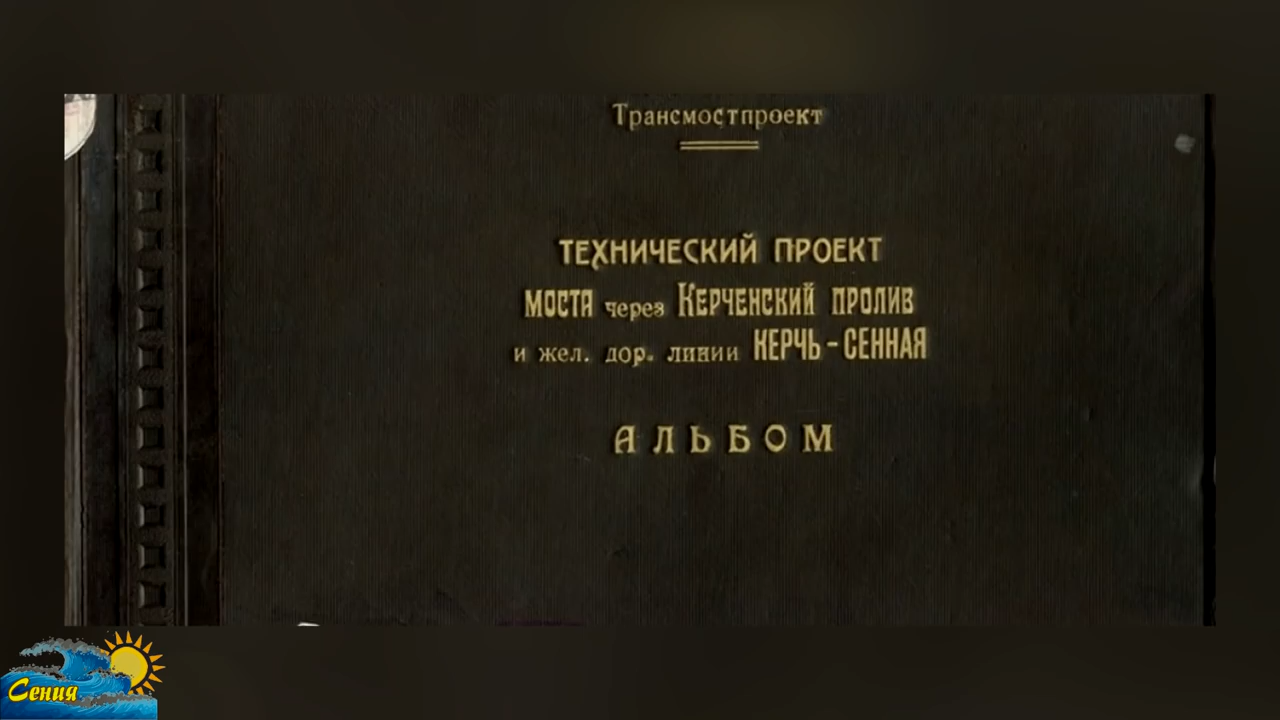 Трансмостпроект
ТЕХНИЧЕСКИЙ ПРОЕКТ
МОСТА через КЕРЧЕНСКИЙ ПРОЛИВ
и жел. дор. линии КЕРЧЬ - СЕННАЯ
АЛЬБОМ
Сения